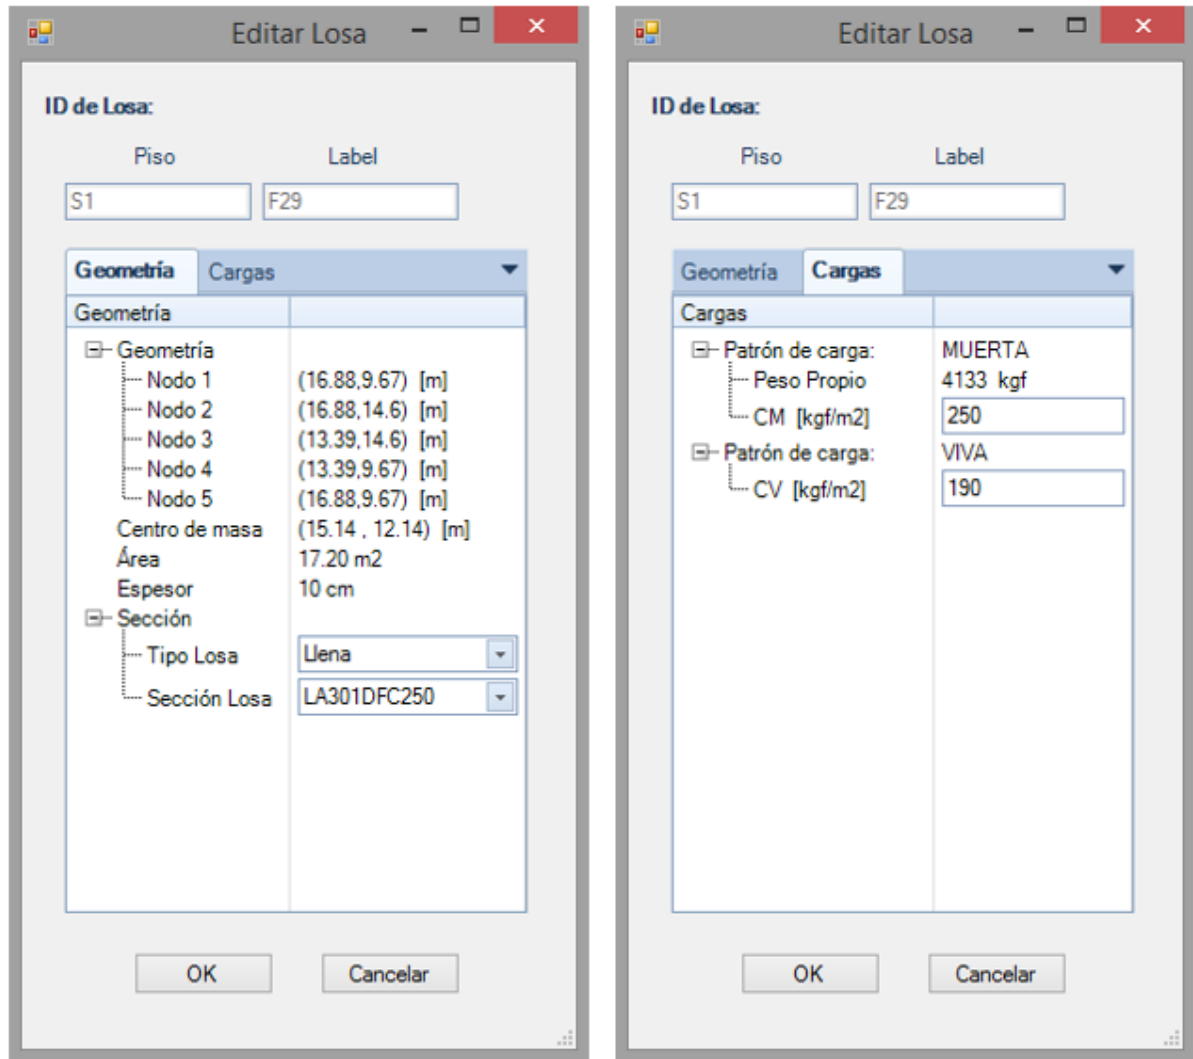 Editar Losa
ID de Losa:
Piso Label
S1 F29
Geometría Cargas
Geometría
Geometría
Nodo 1 (16.88,9.67) [m]
Nodo 2 (16.88,14.6) [m]
Nodo 3 (13.39,14.6) [m]
Nodo 4 (13.39,9.67) [m]
Nodo 5 (16.88,9.67) [m]
Centro de masa (15.14 , 12.14) [m]
Área 17.20 m2
Espesor 10 cm
Sección
Tipo Losa Llena
Sección Losa LA301DFC250
OK Cancelar
Editar Losa
ID de Losa:
Piso Label
S1 F29
Geometría Cargas
Cargas
Patrón de carga: MUERTA
Peso Propio 4133 kgf
CM [kgf/m2] 250
Patrón de carga: VIVA
CV [kgf/m2] 190
OK Cancelar